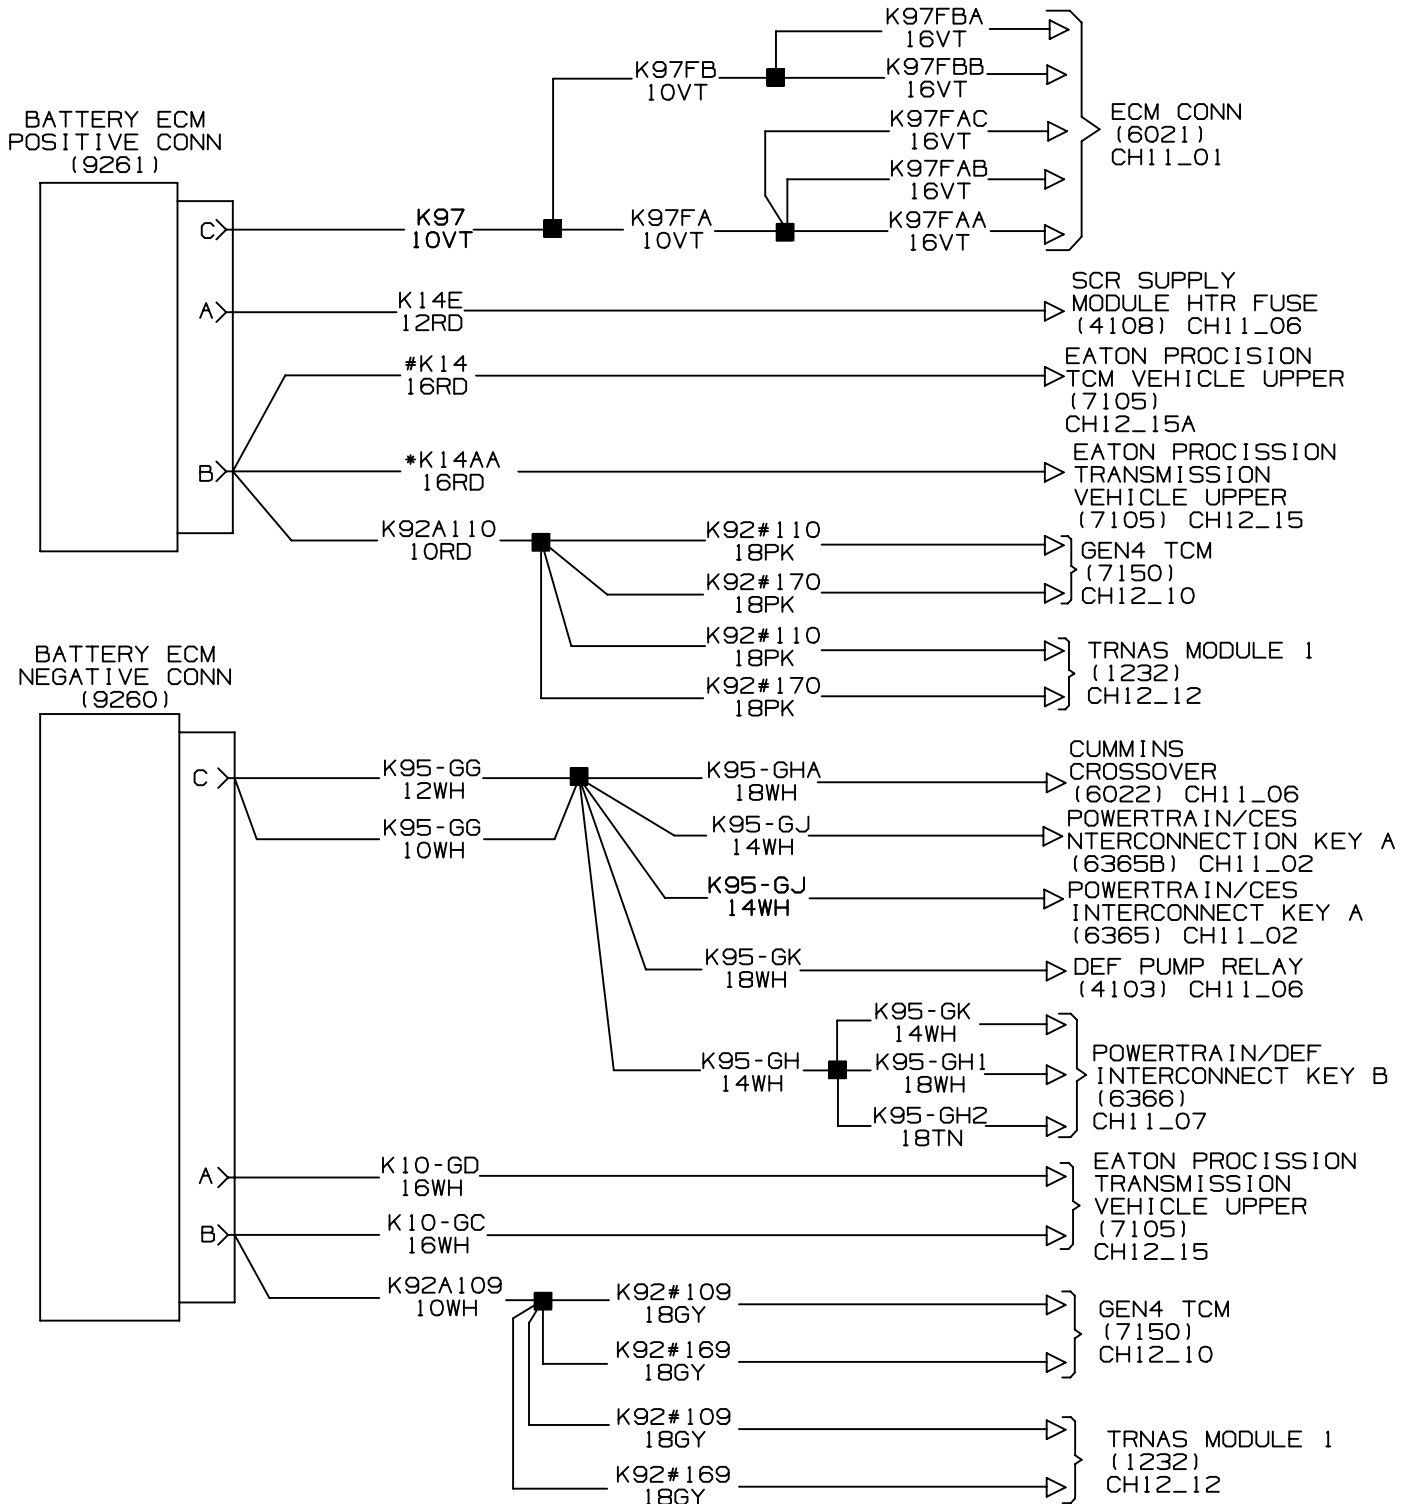 BATTERY ECM
POSITIVE CONN
(9261)
C
K97
10VT
K97FB
10VT
K97FBA
16VT
K97FBB
16VT
K97FAC
16VT
K97FAB
16VT
K97FA
10VT
K97FAA
16VT
ECM CONN
(6021)
CH11_01
A
K14E
12RD
SCR SUPPLY
MODULE HTR FUSE
(4108) CH11_06
#K14
16RD
EATON PROCISION
TCM VEHICLE UPPER
(7105)
CH12_15A
B
*K14AA
16RD
EATON PROCISSION
TRANSMISSION
VEHICLE UPPER
(7105) CH12_15
K92A110
10RD
K92#110
18PK
K92#170
18PK
GEN4 TCM
(7150)
CH12_10
K92#110
18PK
K92#170
18PK
TRNAS MODULE 1
(1232)
CH12_12
BATTERY ECM
NEGATIVE CONN
(9260)
C
K95-GG
12WH
K95-GG
10WH
K95-GHA
18WH
CUMMINS
CROSSOVER
(6022) CH11_06
K95-GJ
14WH
POWERTRAIN/CES
NTERCONNECTION KEY A
(6365B) CH11_02
K95-GJ
14WH
POWERTRAIN/CES
INTERCONNECT KEY A
(6365) CH11_02
K95-GK
18WH
DEF PUMP RELAY
(4103) CH11_06
K95-GH
14WH
K95-GK
14WH
K95-GH1
18WH
K95-GH2
18TN
POWERTRAIN/DEF
INTERCONNECT KEY B
(6366)
CH11_07
A
K10-GD
16WH
B
K10-GC
16WH
EATON PROCISSION
TRANSMISSION
VEHICLE UPPER
(7105)
CH12_15
K92A109
10WH
K92#109
18GY
K92#169
18GY
GEN4 TCM
(7150)
CH12_10
K92#109
18GY
K92#169
18GY
TRNAS MODULE 1
(1232)
CH12_12